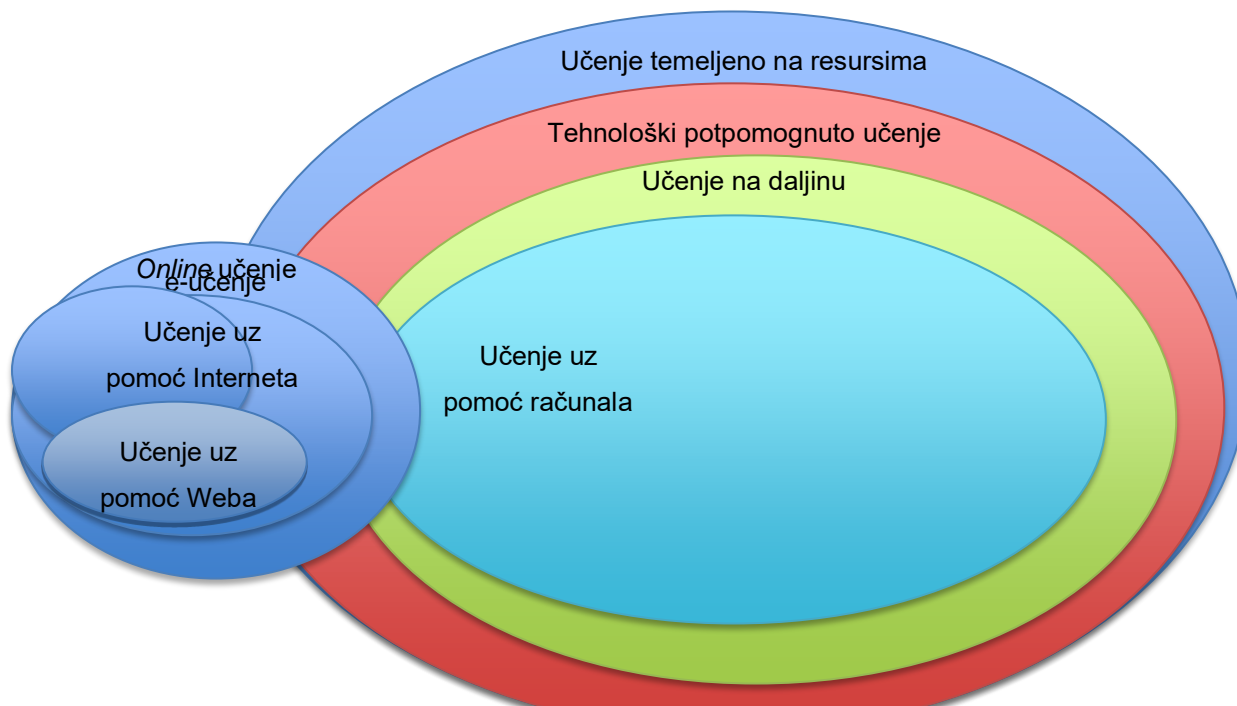 Učenje temeljeno na resursima
Tehnološki potpomognuto učenje
Učenje na daljinu
Online učenje
e-učenje
Učenje uz
pomoć Interneta
Učenje uz
pomoć računala
Učenje uz
pomoć Weba